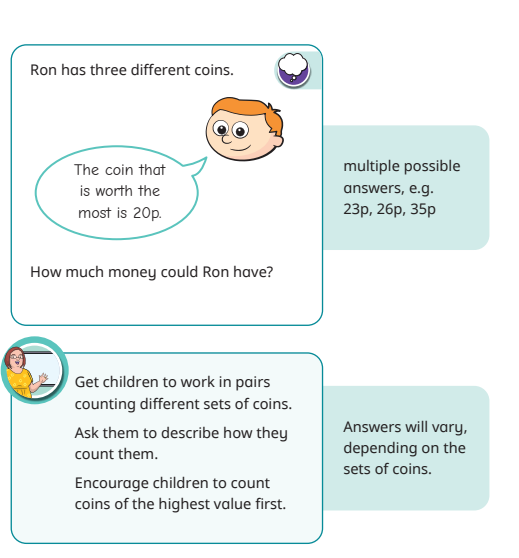 Ron has three different coins.
The coin that
is worth the
most is 20p.
How much money could Ron have?
multiple possible
answers, e.g.
23p, 26p, 35p
Get children to work in pairs
counting different sets of coins.
Ask them to describe how they
count them.
Encourage children to count
coins of the highest value first.
Answers will vary,
depending on the
sets of coins.